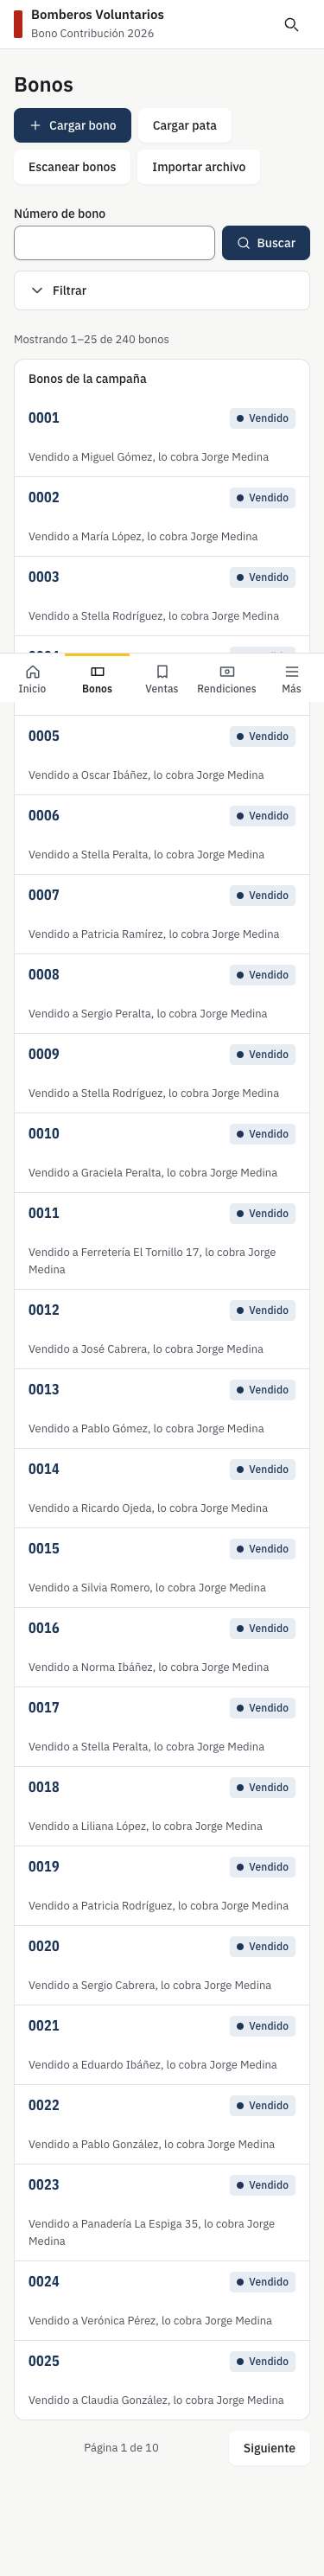 Bomberos Voluntarios
Bono Contribución 2026
Bonos
Cargar bono
Cargar pata
Escanear bonos
Importar archivo
Número de bono
Buscar
Filtrar
Mostrando 1–25 de 240 bonos
Bonos de la campaña
0001 Vendido
Vendido a Miguel Gómez, lo cobra Jorge Medina
0002 Vendido
Vendido a María López, lo cobra Jorge Medina
0003 Vendido
Vendido a Stella Rodríguez, lo cobra Jorge Medina
Inicio
Bonos
Ventas
Rendiciones
Más
0005 Vendido
Vendido a Oscar Ibáñez, lo cobra Jorge Medina
0006 Vendido
Vendido a Stella Peralta, lo cobra Jorge Medina
0007 Vendido
Vendido a Patricia Ramírez, lo cobra Jorge Medina
0008 Vendido
Vendido a Sergio Peralta, lo cobra Jorge Medina
0009 Vendido
Vendido a Stella Rodríguez, lo cobra Jorge Medina
0010 Vendido
Vendido a Graciela Peralta, lo cobra Jorge Medina
0011 Vendido
Vendido a Ferretería El Tornillo 17, lo cobra Jorge
Medina
0012 Vendido
Vendido a José Cabrera, lo cobra Jorge Medina
0013 Vendido
Vendido a Pablo Gómez, lo cobra Jorge Medina
0014 Vendido
Vendido a Ricardo Ojeda, lo cobra Jorge Medina
0015 Vendido
Vendido a Silvia Romero, lo cobra Jorge Medina
0016 Vendido
Vendido a Norma Ibáñez, lo cobra Jorge Medina
0017 Vendido
Vendido a Stella Peralta, lo cobra Jorge Medina
0018 Vendido
Vendido a Liliana López, lo cobra Jorge Medina
0019 Vendido
Vendido a Patricia Rodríguez, lo cobra Jorge Medina
0020 Vendido
Vendido a Sergio Cabrera, lo cobra Jorge Medina
0021 Vendido
Vendido a Eduardo Ibáñez, lo cobra Jorge Medina
0022 Vendido
Vendido a Pablo González, lo cobra Jorge Medina
0023 Vendido
Vendido a Panadería La Espiga 35, lo cobra Jorge
Medina
0024 Vendido
Vendido a Verónica Pérez, lo cobra Jorge Medina
0025 Vendido
Vendido a Claudia González, lo cobra Jorge Medina
Página 1 de 10
Siguiente